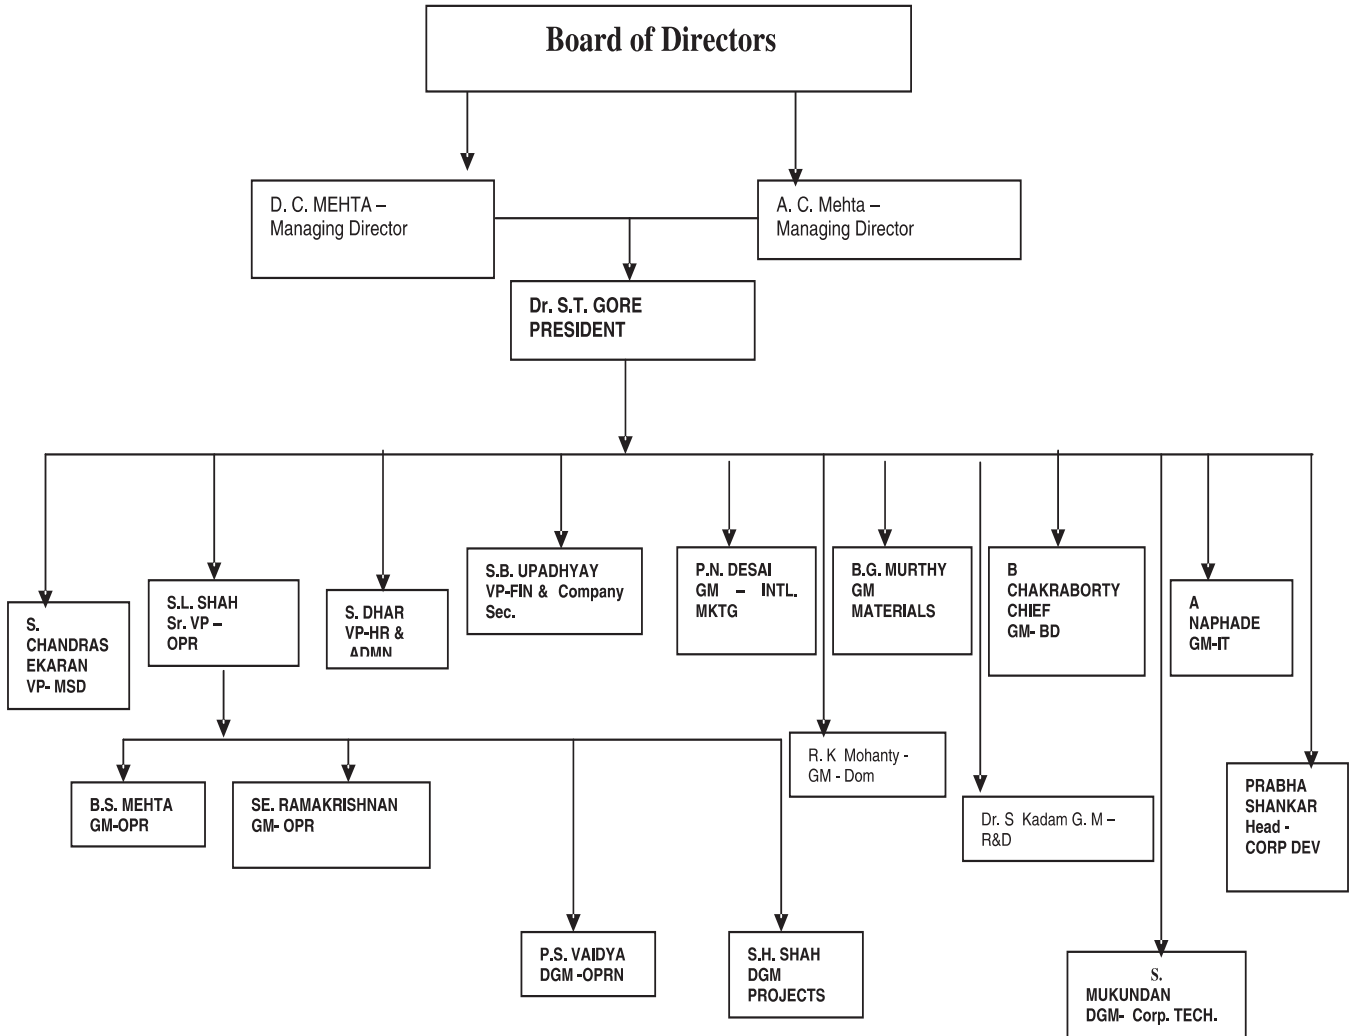 Board of Directors
D. C. MEHTA –
Managing Director
A. C. Mehta –
Managing Director
Dr. S.T. GORE
PRESIDENT
S.
CHANDRAS
EKARAN
VP- MSD
S.L. SHAH
Sr. VP –
OPR
S. DHAR
VP-HR &
ADMN
S.B. UPADHYAY
VP-FIN & Company
Sec.
P.N. DESAI
GM – INTL.
MKTG
B.G. MURTHY
GM
MATERIALS
B
CHAKRABORTY
CHIEF
GM- BD
A
NAPHADE
GM-IT
R. K Mohanty -
GM - Dom
Dr. S Kadam G. M –
R&D
PRABHA
SHANKAR
Head -
CORP DEV
B.S. MEHTA
GM-OPR
SE. RAMAKRISHNAN
GM- OPR
P.S. VAIDYA
DGM -OPRN
S.H. SHAH
DGM
PROJECTS
S.
MUKUNDAN
DGM- Corp. TECH.